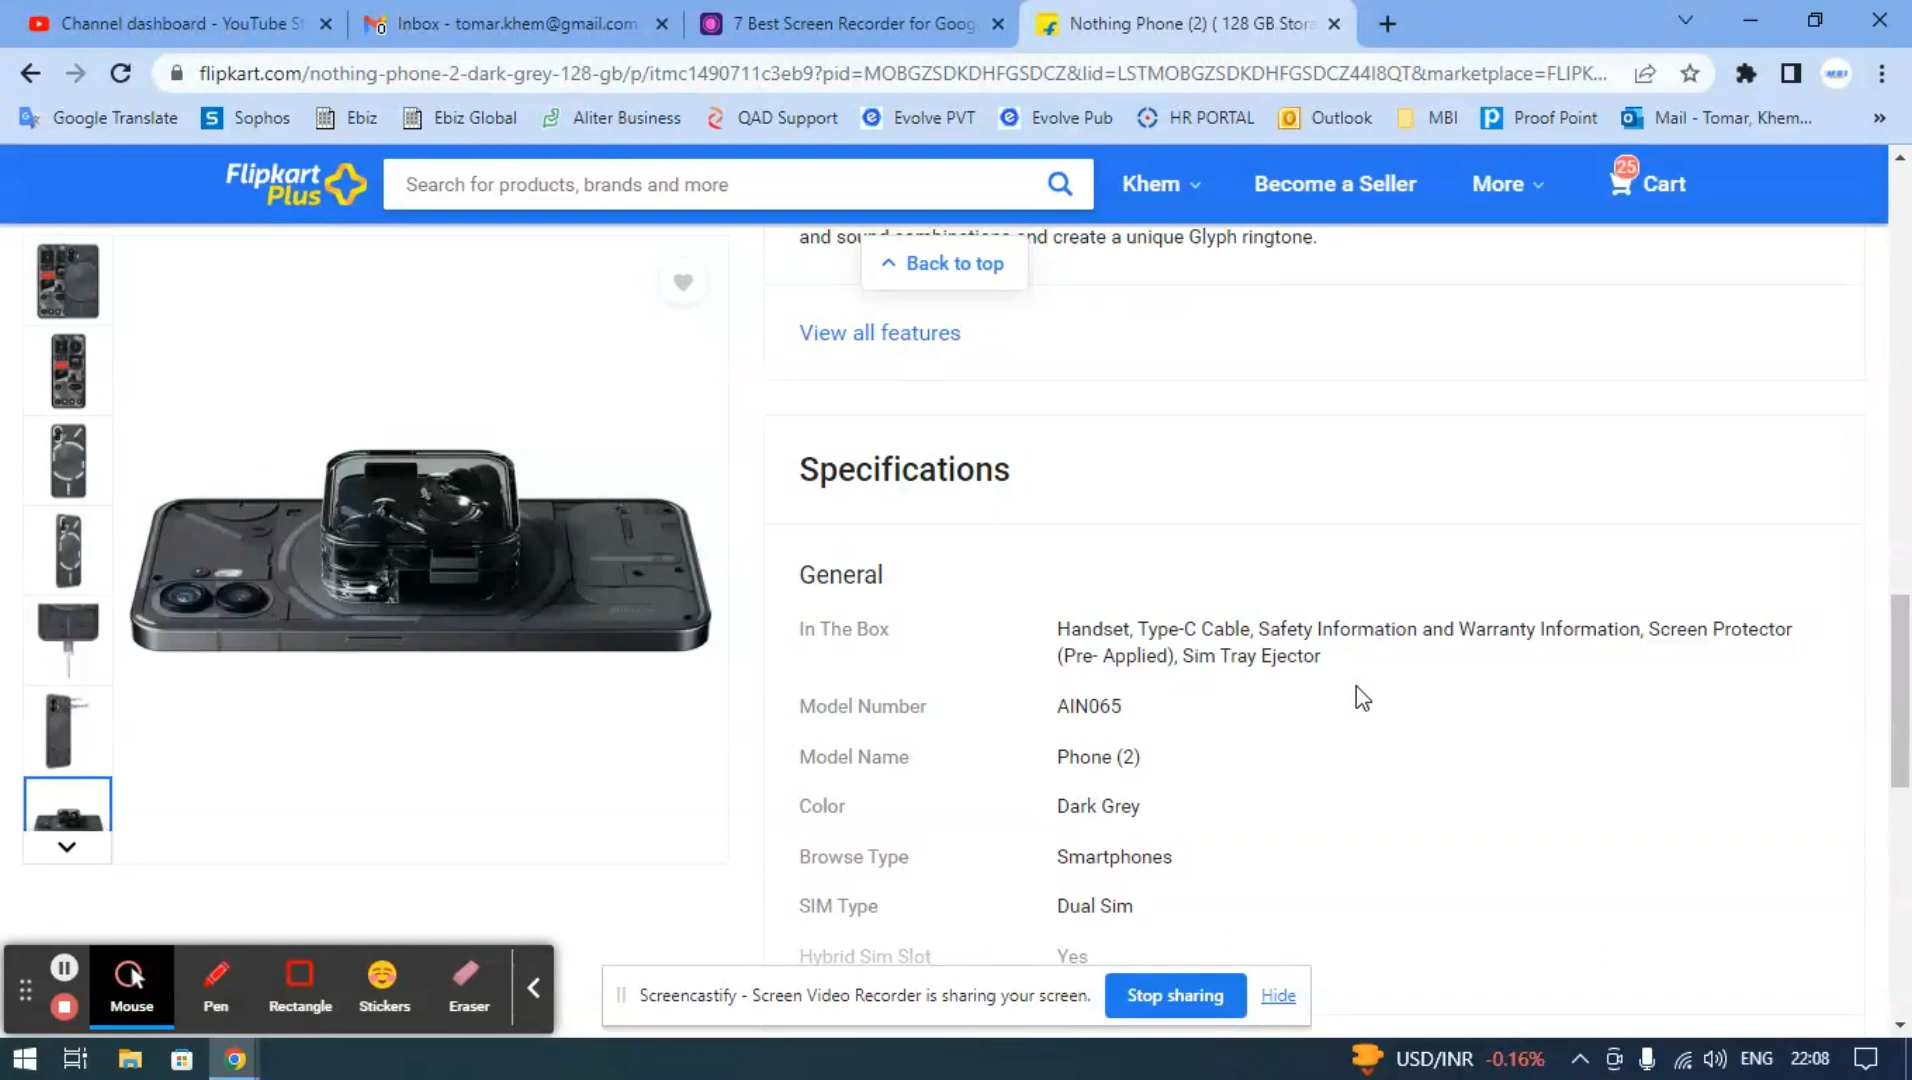 Channel dashboard - YouTube St
Inbox - tomar.khem@gmail.com
7 Best Screen Recorder for Goog
Nothing Phone (2) ( 128 GB Stora
flipkart.com/nothing-phone-2-dark-grey-128-gb/p/itmc1490711c3eb9?pid=MOBGZSDKDHFGSDCZ&lid=LSTMOBGZSDKDHFGSDCZ44I8QT&marketplace=FLIPK...
MBI
Google Translate
Sophos
Ebiz
Ebiz Global
Aliter Business
QAD Support
Evolve PVT
Evolve Pub
HR PORTAL
Outlook
MBI
Proof Point
Mail - Tomar, Khem...
Flipkart
Plus
Search for products, brands and more
Khem
Become a Seller
More
25
Cart
and sound combinations and create a unique Glyph ringtone.
Back to top
View all features
Specifications
General
In The Box
Handset, Type-C Cable, Safety Information and Warranty Information, Screen Protector
(Pre- Applied), Sim Tray Ejector
Model Number
AIN065
Model Name
Phone (2)
Color
Dark Grey
Browse Type
Smartphones
SIM Type
Dual Sim
Hybrid Sim Slot
Yes
Mouse
Pen
Rectangle
Stickers
Eraser
Screencastify - Screen Video Recorder is sharing your screen.
Stop sharing
Hide
USD/INR
-0.16%
ENG
22:08